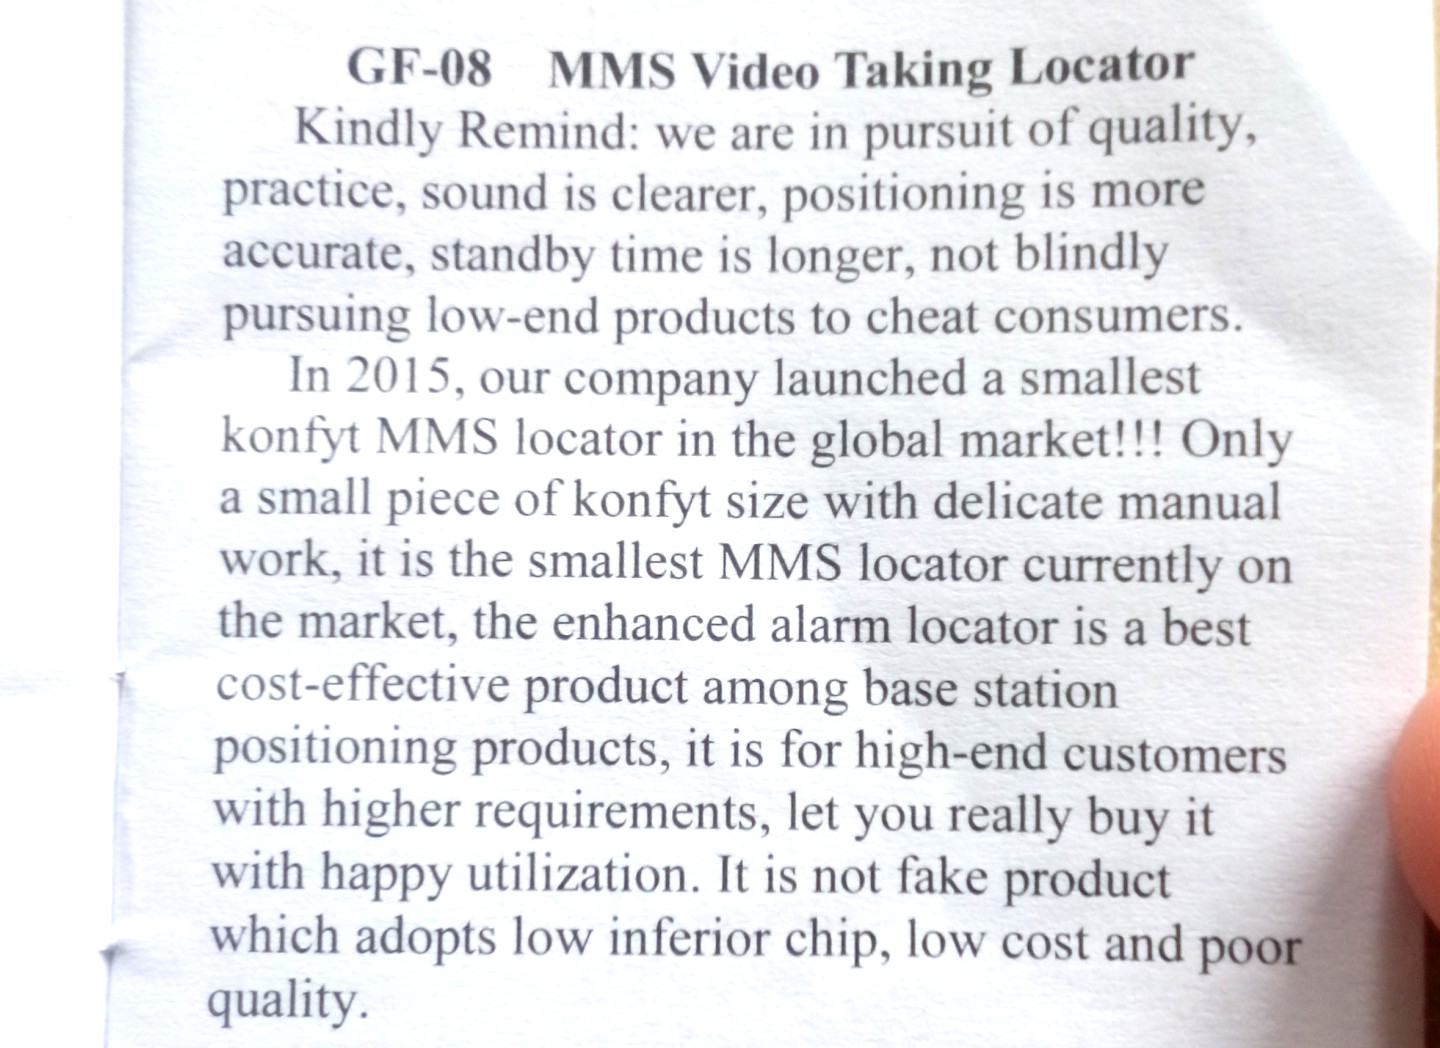 GF-08 MMS Video Taking Locator
Kindly Remind: we are in pursuit of quality,
practice, sound is clearer, positioning is more
accurate, standby time is longer, not blindly
pursuing low-end products to cheat consumers.
In 2015, our company launched a smallest
konfyt MMS locator in the global market!!! Only
a small piece of konfyt size with delicate manual
work, it is the smallest MMS locator currently on
the market, the enhanced alarm locator is a best
cost-effective product among base station
positioning products, it is for high-end customers
with higher requirements, let you really buy it
with happy utilization. It is not fake product
which adopts low inferior chip, low cost and poor
quality.